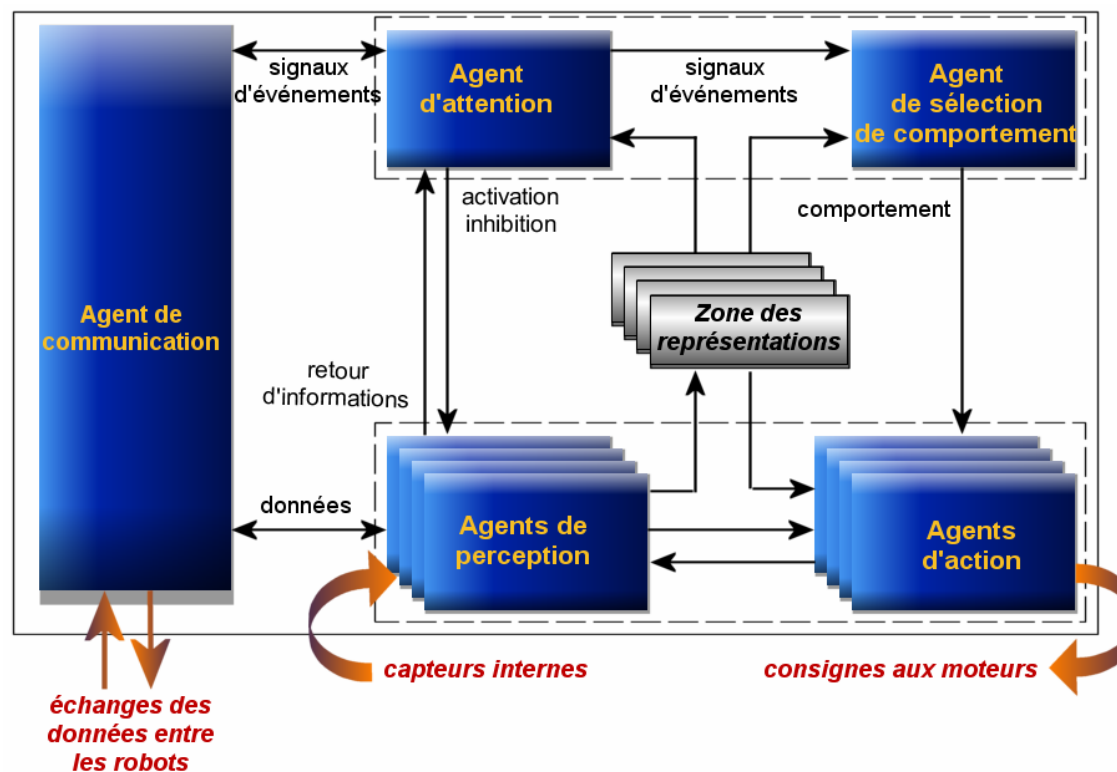 signaux
d'événements
Agent
d'attention
signaux
d'événements
Agent
de sélection
de comportement
activation
inhibition
comportement
Agent de
communication
Zone des
représentations
retour
d'informations
données
Agents de
perception
Agents
d'action
capteurs internes
consignes aux moteurs
échanges des
données entre
les robots